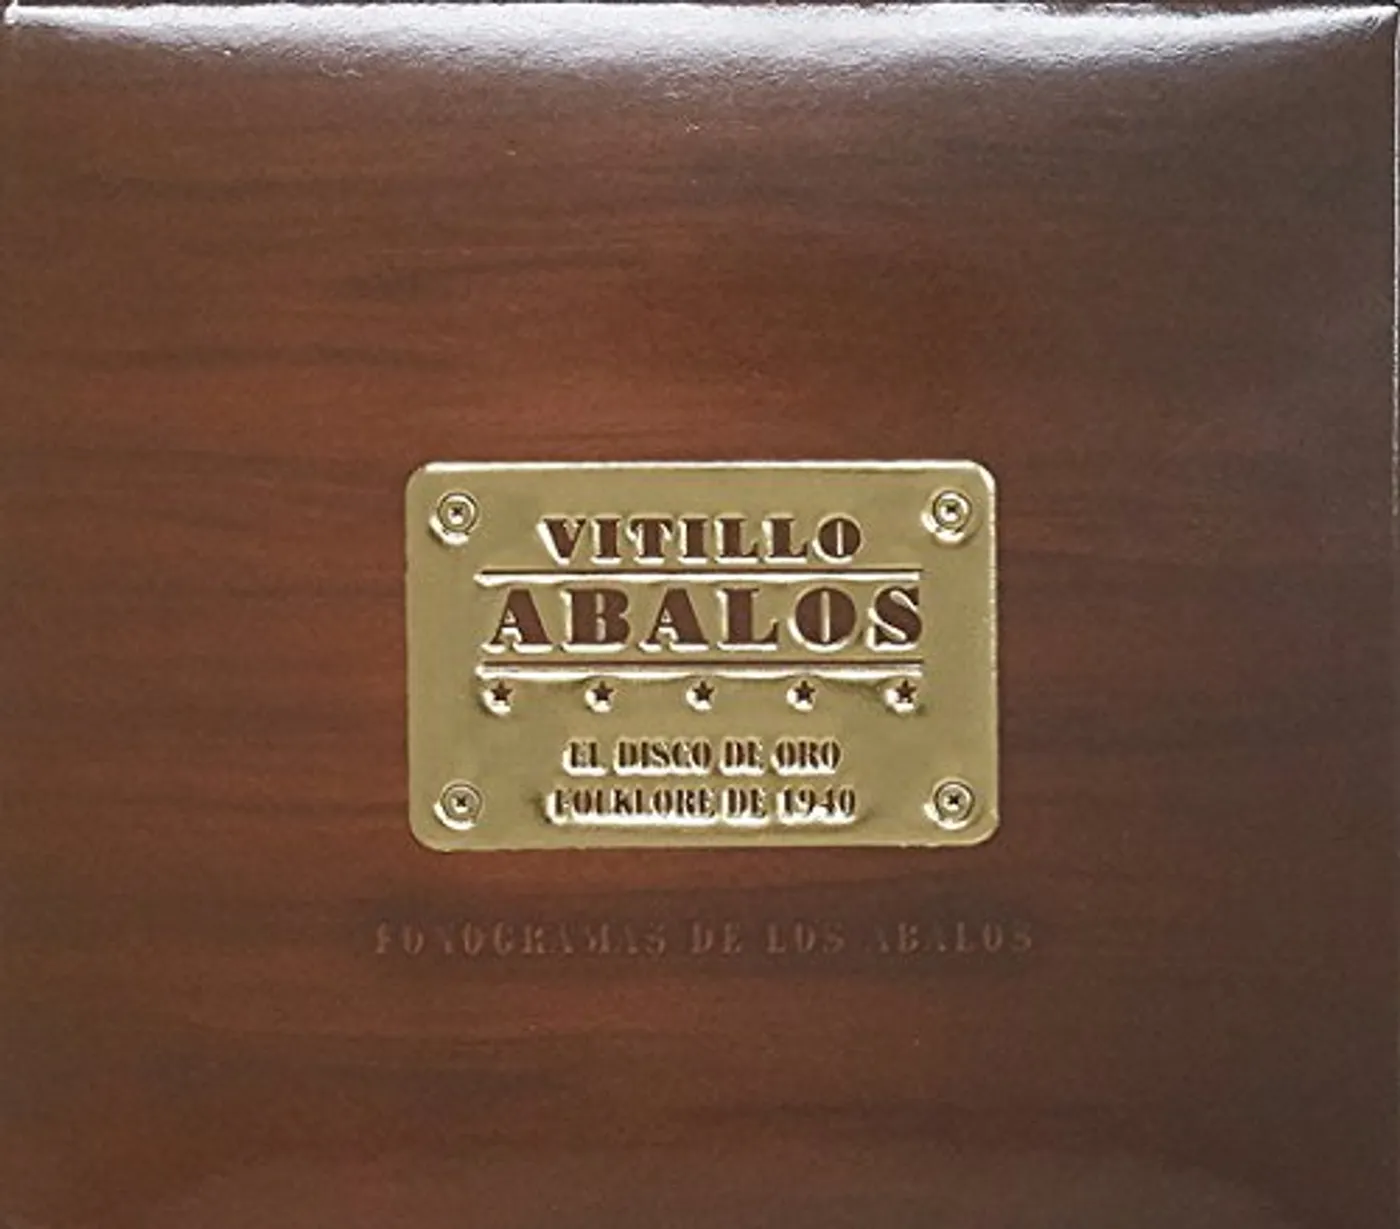 VITILLO
ABALOS
EL DISCO DE ORO
FOLKLORE DE 1940
FONOGRAMAS DE LOS ABALOS